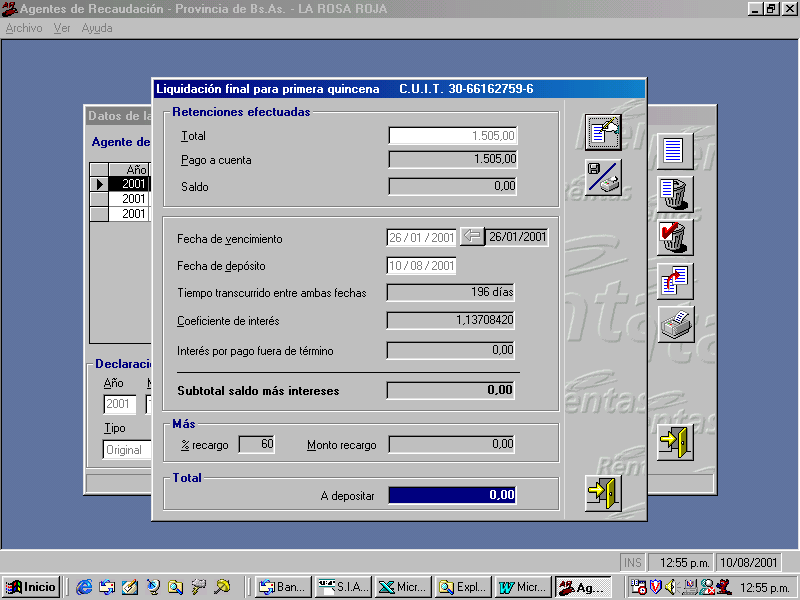 Agentes de Recaudación - Provincia de Bs.As. - LA ROSA ROJA
Archivo Ver Ayuda
Datos de la
Agente de
Año
2001
2001
2001
Declaració
Año
2001
Tipo
Original
Liquidación final para primera quincena C.U.I.T. 30-66162759-6
Retenciones efectuadas
Total 1.505,00
Pago a cuenta 1.505,00
Saldo 0,00
Fecha de vencimiento 26/01/2001 26/01/2001
Fecha de depósito 10/08/2001
Tiempo transcurrido entre ambas fechas 196 días
Coeficiente de interés 1,13708420
Interés por pago fuera de término 0,00
Subtotal saldo más intereses 0,00
Más
% recargo 60 Monto recargo 0,00
Total
A depositar 0,00
Rentas
INS 12:55 p.m. 10/08/2001
Inicio Ban... S.I.A... Micr... Expl... Micr... Ag... 12:55 p.m.